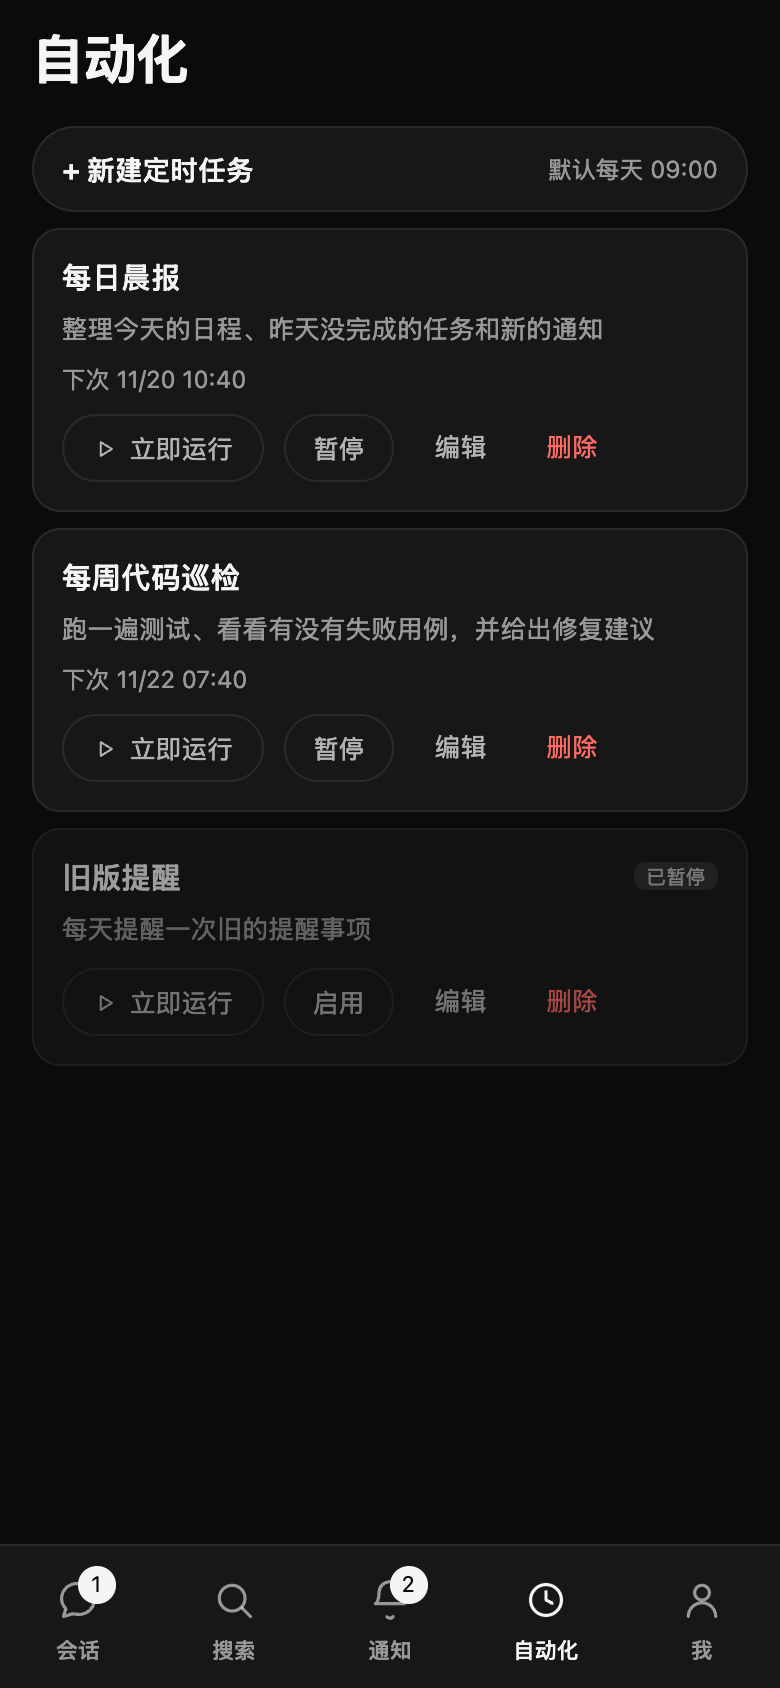 自动化
+ 新建定时任务 默认每天 09:00
每日晨报
整理今天的日程、昨天没完成的任务和新的通知
下次 11/20 10:40
立即运行 暂停 编辑 删除
每周代码巡检
跑一遍测试、看看有没有失败用例，并给出修复建议
下次 11/22 07:40
立即运行 暂停 编辑 删除
旧版提醒 已暂停
每天提醒一次旧的提醒事项
立即运行 启用 编辑 删除
1 2
会话 搜索 通知 自动化 我